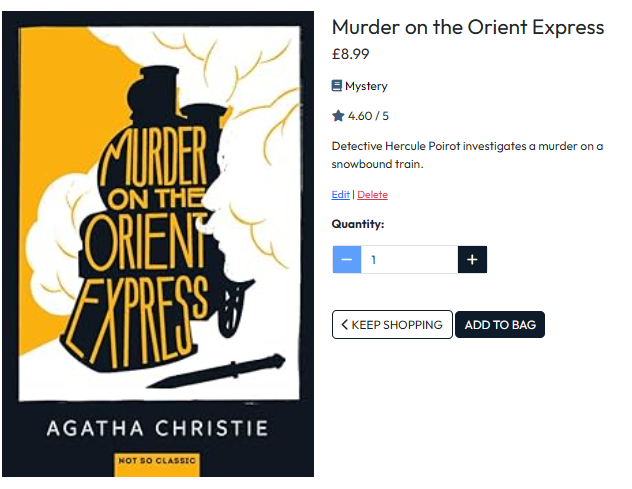 MURDER
ON THE
ORIENT
EXPRESS
AGATHA CHRISTIE
NOT SO CLASSIC
Murder on the Orient Express
£8.99
Mystery
4.60 / 5
Detective Hercule Poirot investigates a murder on a
snowbound train.
Edit | Delete
Quantity:
− 1 +
KEEP SHOPPING ADD TO BAG